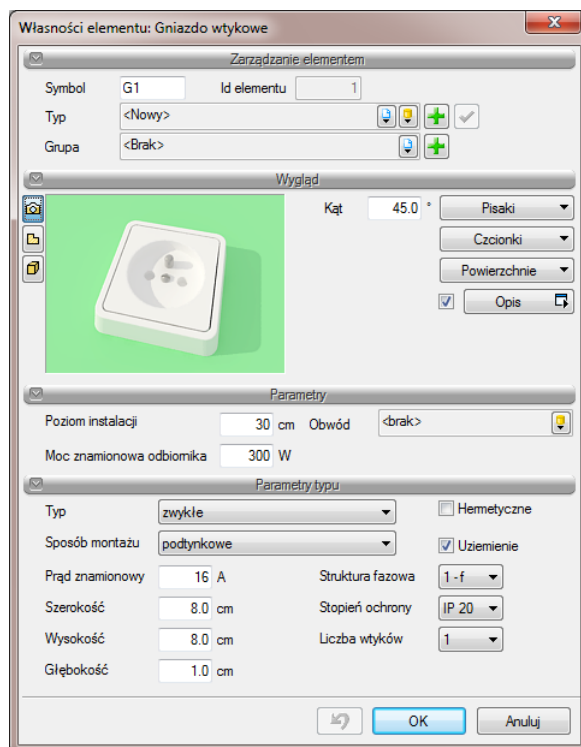 Własności elementu: Gniazdo wtykowe
Zarządzanie elementem
Symbol G1 Id elementu 1
Typ <Nowy>
Grupa <Brak>
Wygląd
Kąt 45.0 ° Pisaki
Czcionki
Powierzchnie
Opis
Parametry
Poziom instalacji 30 cm Obwód <brak>
Moc znamionowa odbiornika 300 W
Parametry typu
Typ zwykłe Hermetyczne
Sposób montażu podtynkowe Uziemienie
Prąd znamionowy 16 A Struktura fazowa 1-f
Szerokość 8.0 cm Stopień ochrony IP 20
Wysokość 8.0 cm Liczba wtyków 1
Głębokość 1.0 cm
OK Anuluj